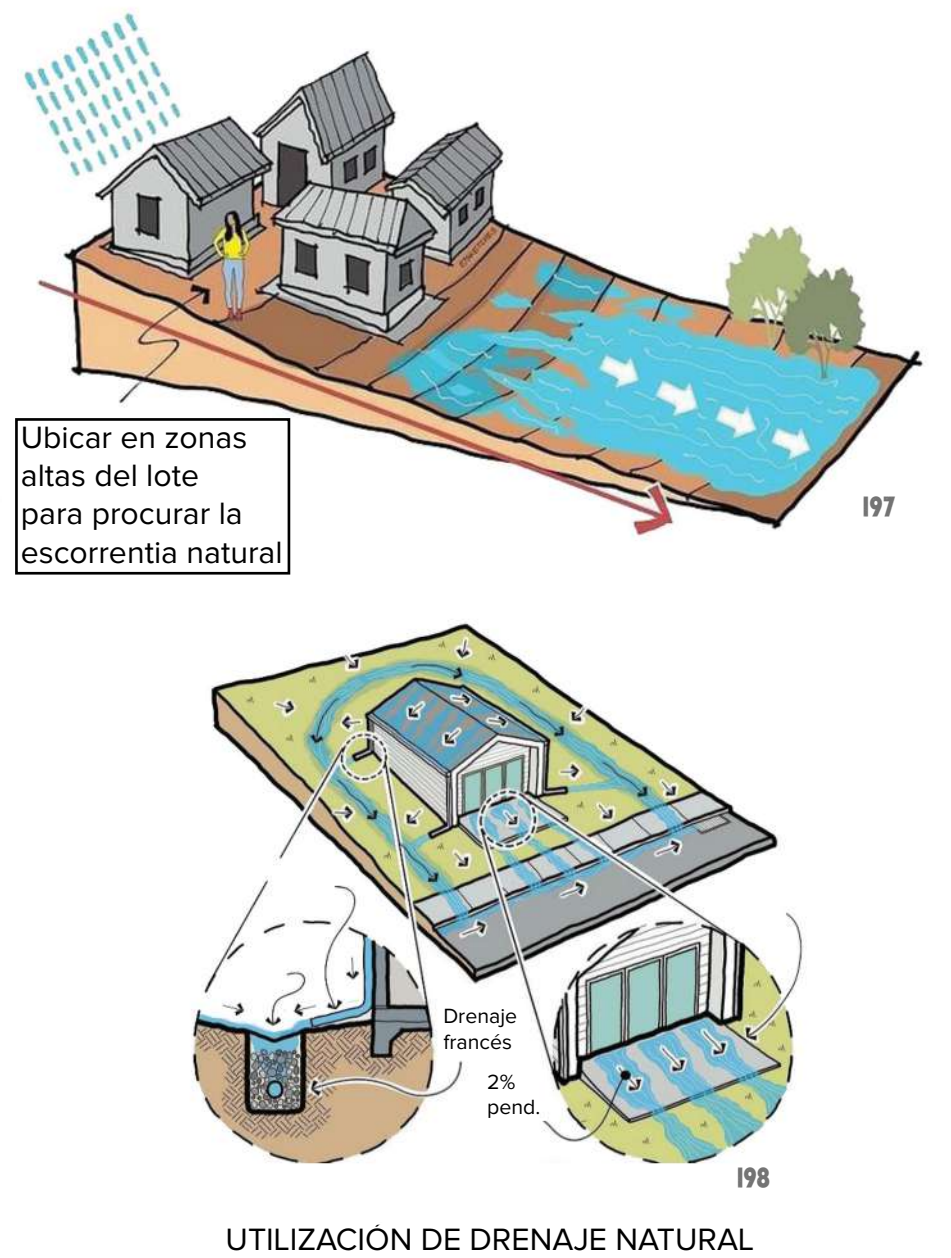 Ubicar en zonas
altas del lote
para procurar la
escorrentia natural
197
Drenaje
francés
2%
pend.
198
UTILIZACIÓN DE DRENAJE NATURAL